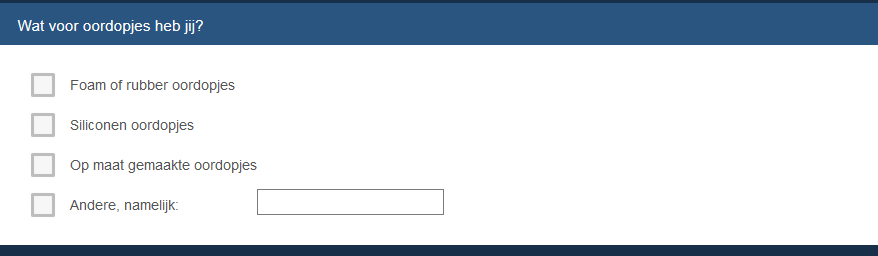 Wat voor oordopjes heb jij?
Foam of rubber oordopjes
Siliconen oordopjes
Op maat gemaakte oordopjes
Andere, namelijk: